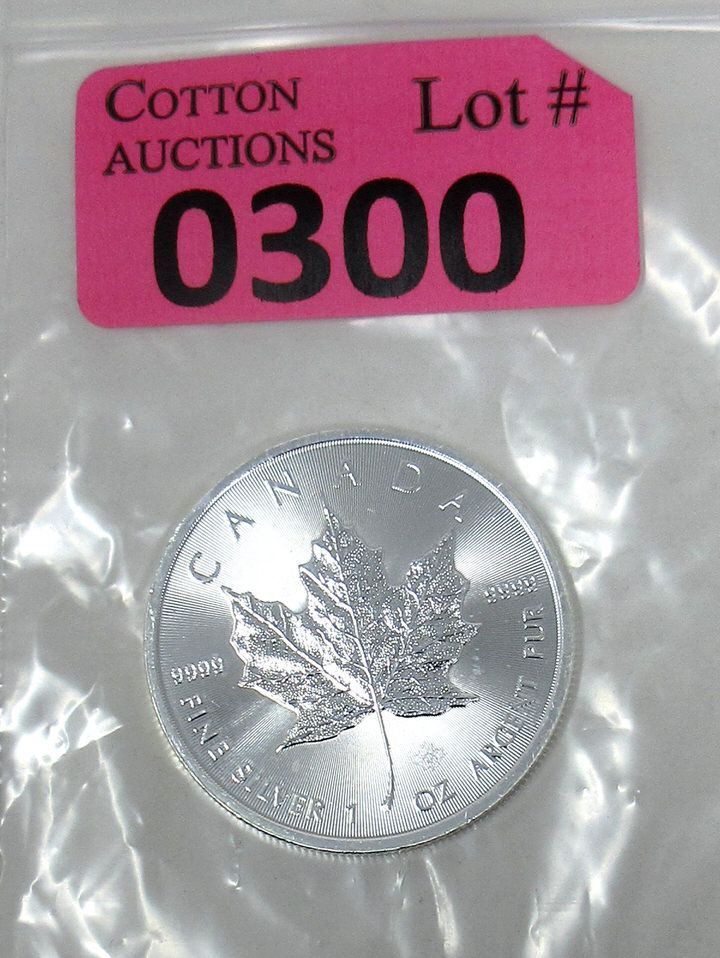 COTTON
AUCTIONS
Lot #
0300
CANADA
9999
9999
FINE SILVER 1 OZ ARGENT PUR